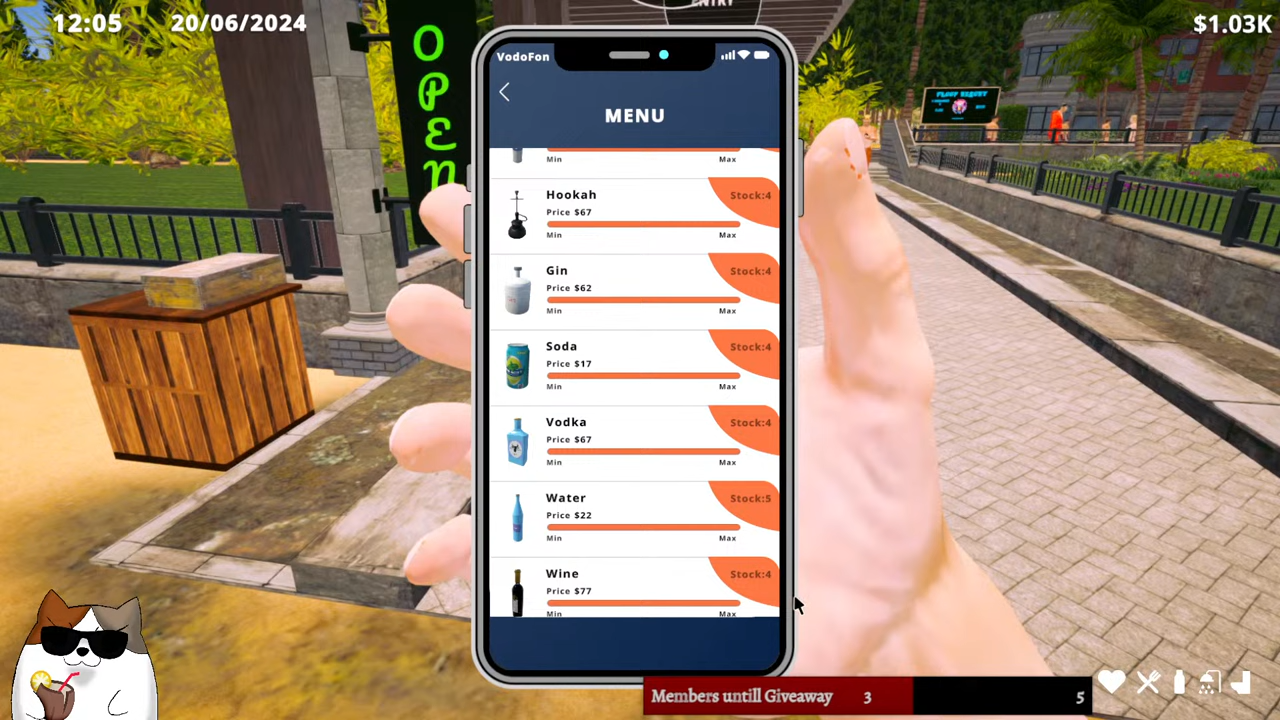 12:05 20/06/2024
$1.03K
ENTRY
OPEN
VodoFon
MENU
Min Max
Hookah
Stock:4
Price $67
Min Max
Gin
Stock:4
Price $62
Min Max
Soda
Stock:4
Price $17
Min Max
Vodka
Stock:4
Price $67
Min Max
Water
Stock:5
Price $22
Min Max
Wine
Stock:4
Price $77
Min Max
Members untill Giveaway 3 5